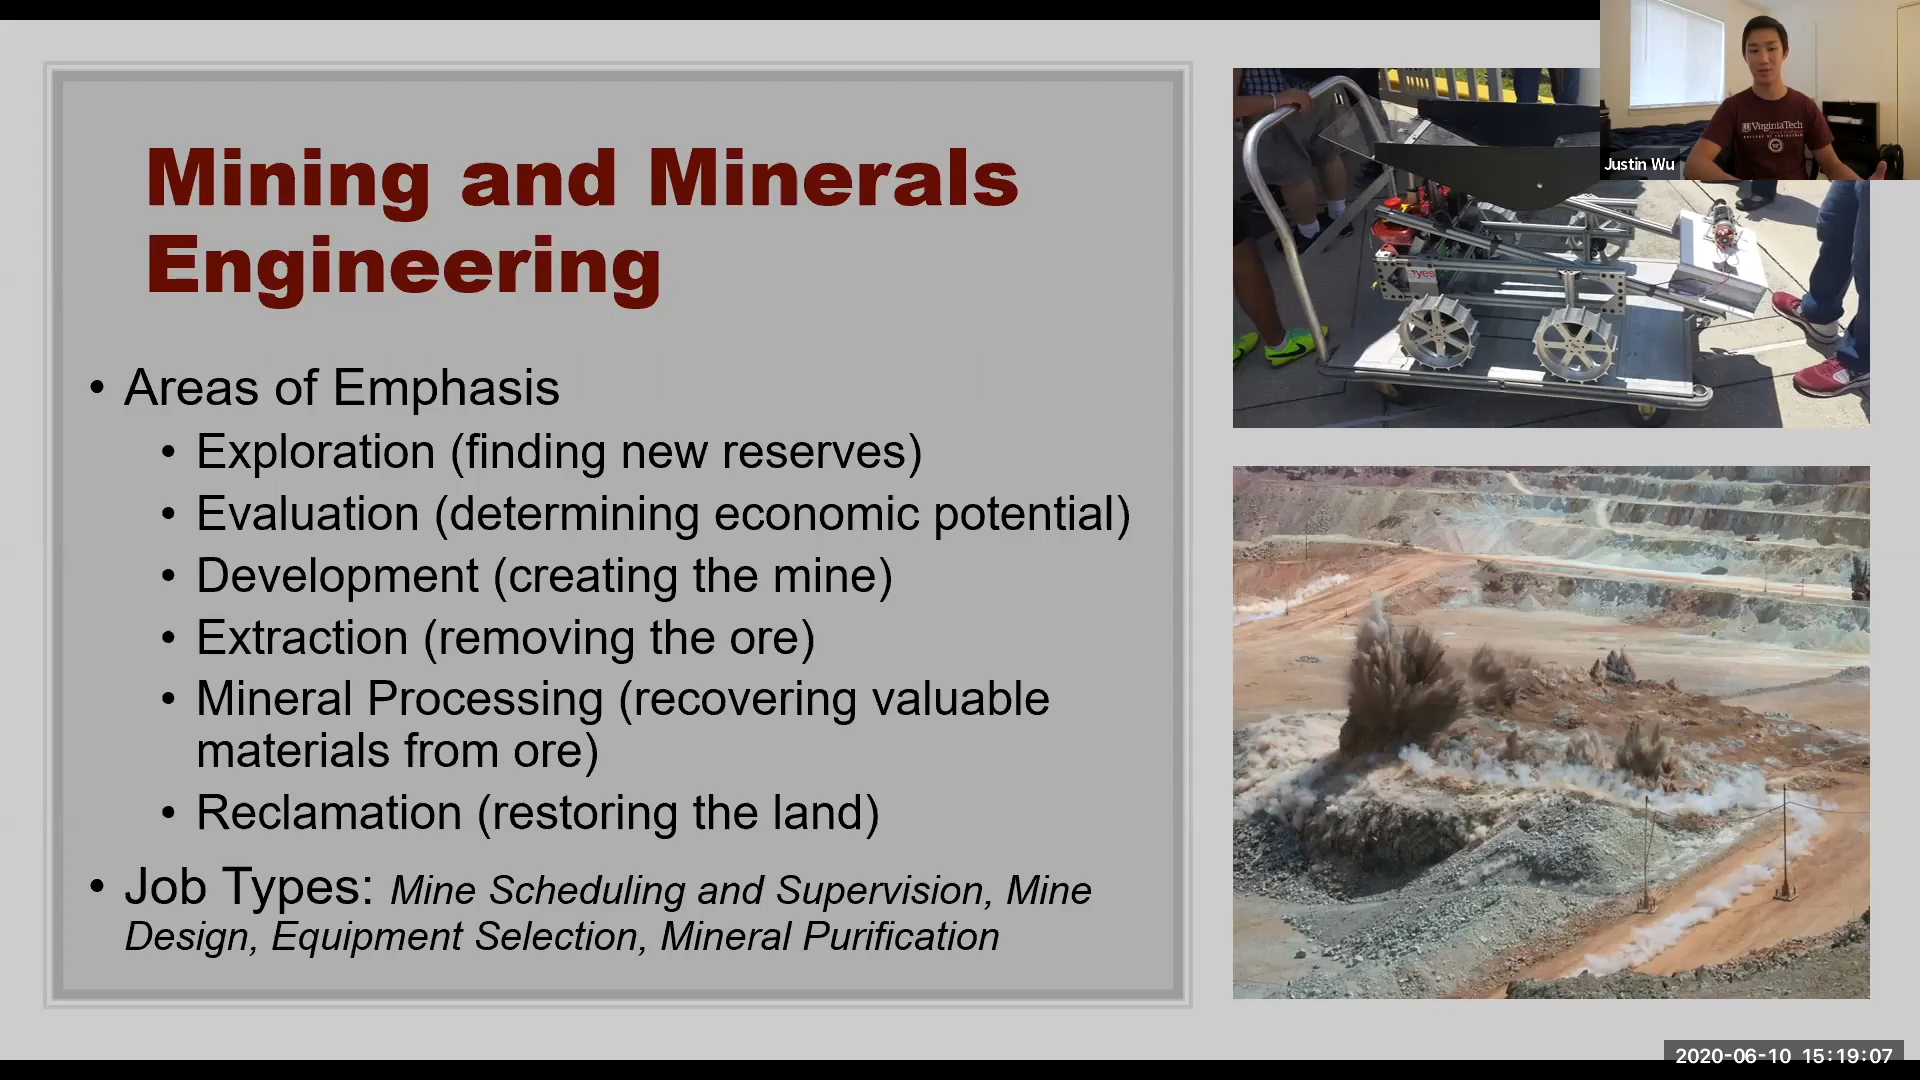 Mining and Minerals
Engineering
• Areas of Emphasis
• Exploration (finding new reserves)
• Evaluation (determining economic potential)
• Development (creating the mine)
• Extraction (removing the ore)
• Mineral Processing (recovering valuable
materials from ore)
• Reclamation (restoring the land)
• Job Types: Mine Scheduling and Supervision, Mine
Design, Equipment Selection, Mineral Purification
yes
VirginiaTech
Justin Wu
2020-06-10 15:19:07